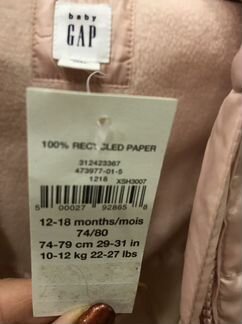 baby
GAP
100% RECYCLED PAPER
312423367
473977-01-5
1218 XSH3007
5 00027 92865 8
12-18 months/mois
74/80
74-79 cm 29-31 in
10-12 kg 22-27 lbs